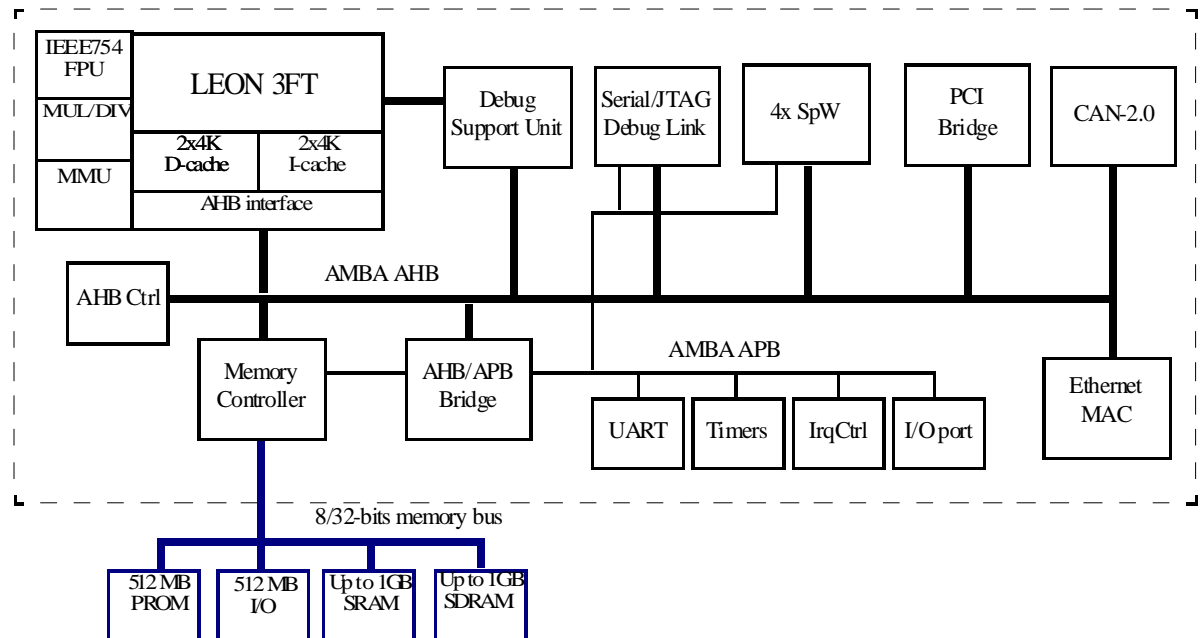 IEEE754
FPU
MUL/DIV
MMU
LEON 3FT
2x4K
D-cache
2x4K
I-cache
AHB interface
Debug
Support Unit
Serial/JTAG
Debug Link
4x SpW
PCI
Bridge
CAN-2.0
AHB Ctrl
AMBA AHB
Memory
Controller
AHB/APB
Bridge
AMBA APB
UART
Timers
IrqCtrl
I/O port
Ethernet
MAC
8/32-bits memory bus
512 MB
PROM
512 MB
I/O
Up to 1GB
SRAM
Up to 1GB
SDRAM